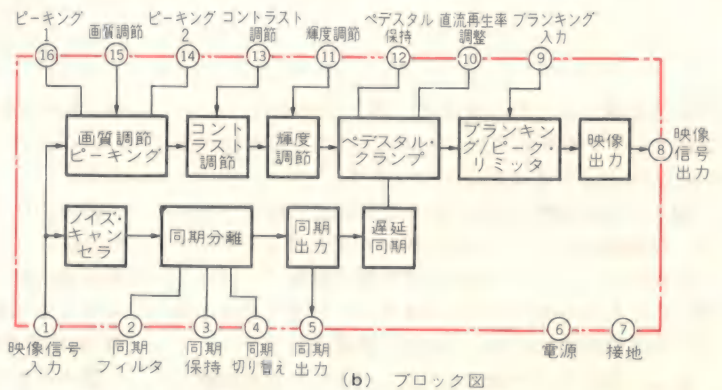 ピーキング
1
画質調節
ピーキング
2
コントラスト
調節
輝度調節
ペデスタル
保持
直流再生率
調整
ブランキング
入力
16
15
14
13
11
12
10
9
画質調節
ピーキング
コント
ラスト
調節
輝度
調節
ペデスタル・
クランプ
ブランキン
グ/ピーク・
リミッタ
映像
出力
8
映像
信号
出力
ノイズ・
キャン
セラ
同期分離
同期
出力
遅延
同期
1
2
3
4
5
6
7
映像信号
入力
同期
フィルタ
同期
保持
同期
切り替え
同期
出力
電源
接地
(b) ブロック図